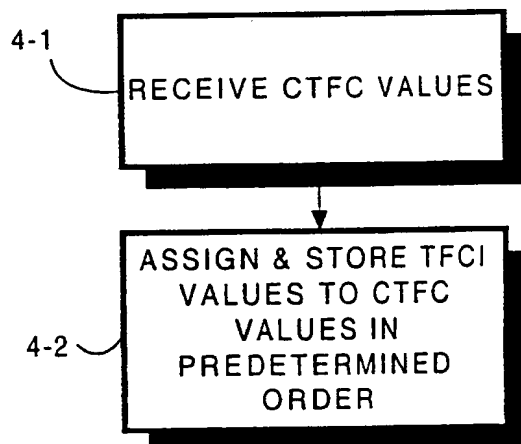 4-1
RECEIVE CTFC VALUES
ASSIGN & STORE TFCI
VALUES TO CTFC
VALUES IN
4-2
PREDETERMINED
ORDER